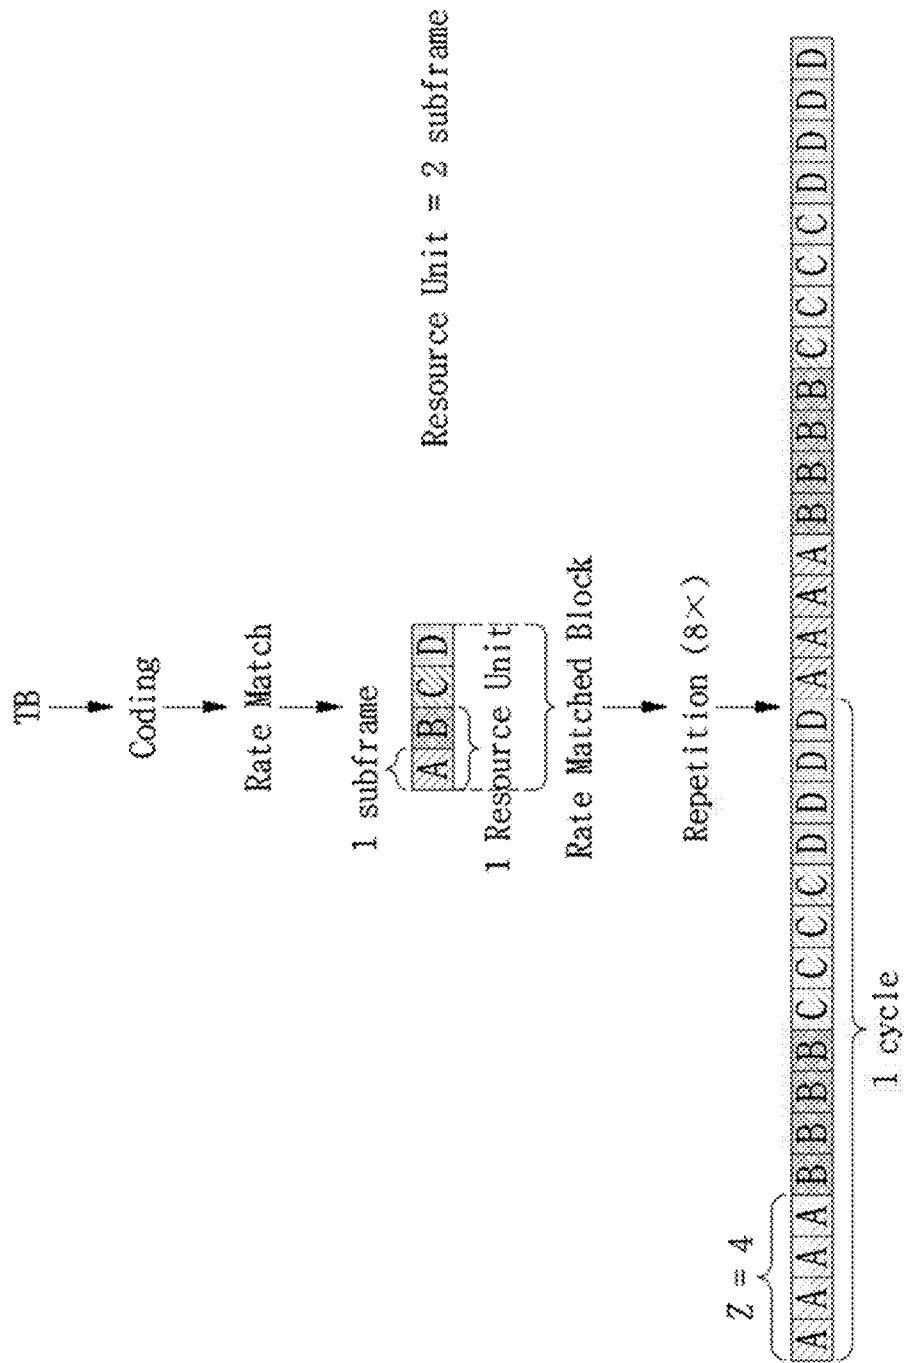 TB
Coding
Rate Match
1 subframe
A B C D
Resource Unit = 2 subframe
1 Resource Unit
Rate Matched Block
Repetition (8×)
Z = 4
A A A A B B B B C C C C D D D D A A A A B B B B C C C C D D D D
1 cycle